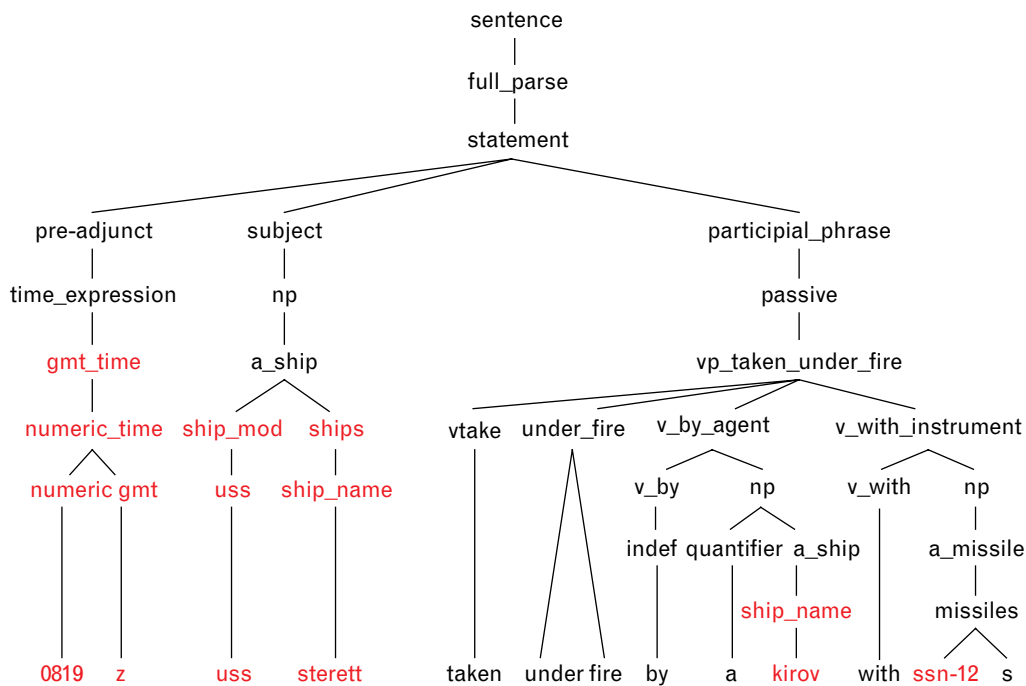 sentence
full_parse
statement
pre-adjunct subject participial_phrase
time_expression np passive
gmt_time a_ship vp_taken_under_fire
numeric_time ship_mod ships vtake under_fire v_by_agent v_with_instrument
numeric gmt uss ship_name v_by np v_with np
indef quantifier a_ship a_missile
ship_name missiles
0819 z uss sterett taken under fire by a kirov with ssn-12 s